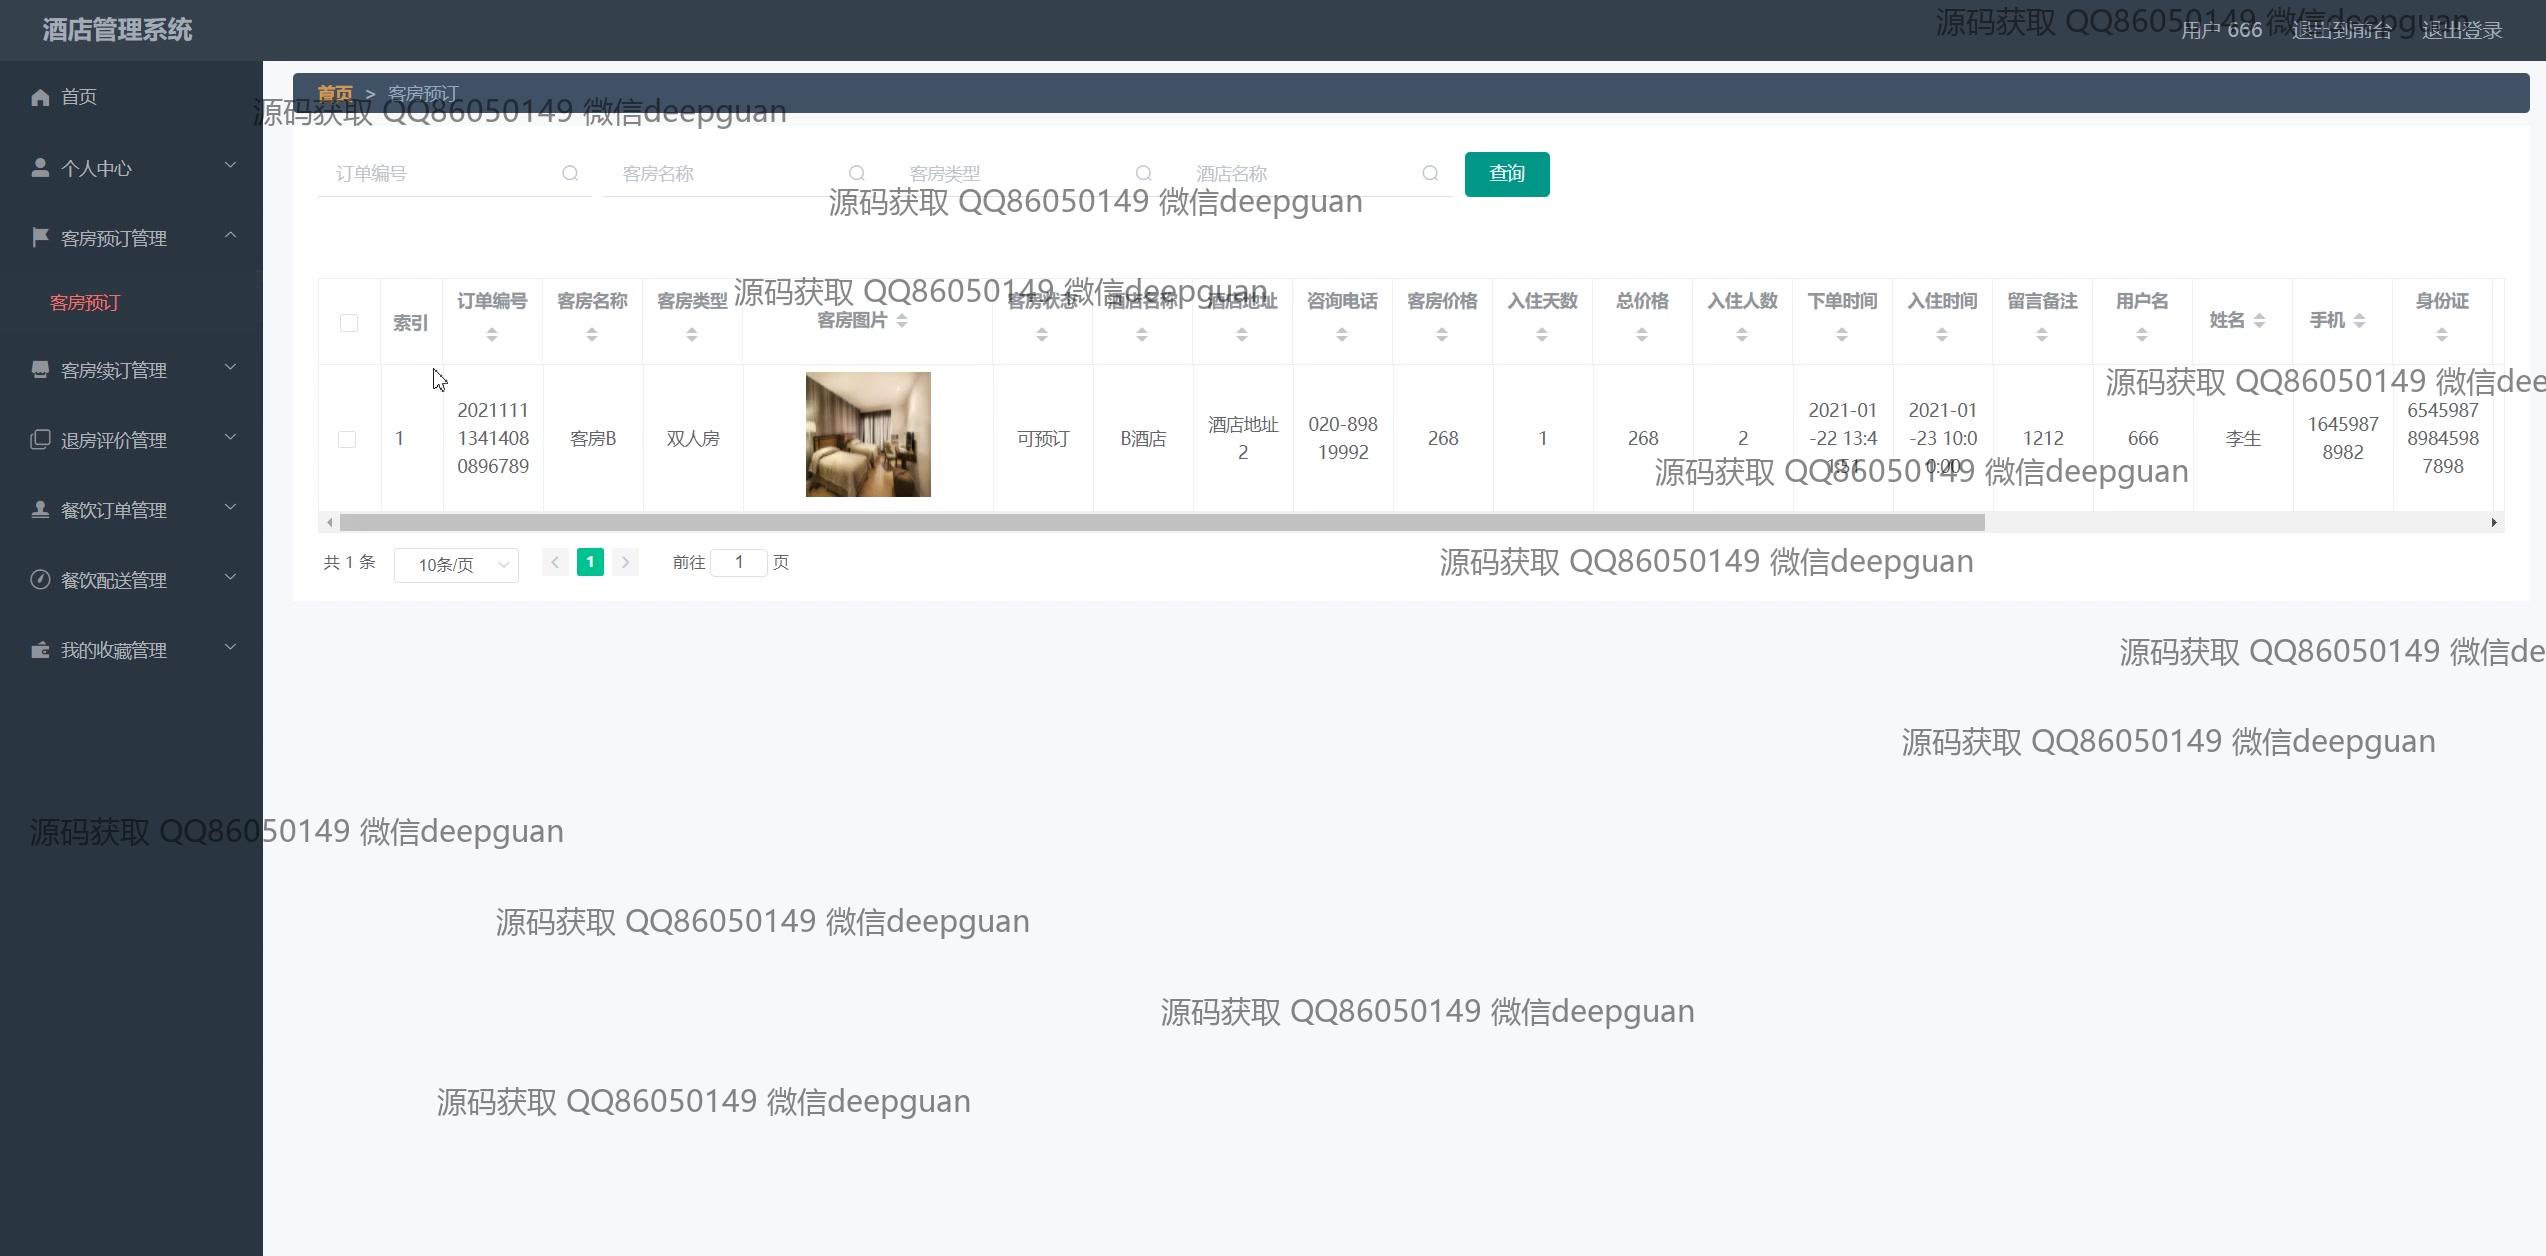 酒店管理系统
源码获取 QQ86050149 微信deepguan
用户 666 退出到前台 退出登录
首页
个人中心
客房预订管理
客房预订
客房续订管理
退房评价管理
餐饮订单管理
餐饮配送管理
我的收藏管理
首页 > 客房预订
源码获取 QQ86050149 微信deepguan
订单编号 客房名称 客房类型 酒店名称 查询
源码获取 QQ86050149 微信deepguan
源码获取 QQ86050149 微信deepguan
索引 订单编号 客房名称 客房类型 客房图片 客房状态 酒店名称 酒店地址 咨询电话 客房价格 入住天数 总价格 入住人数 下单时间 入住时间 留言备注 用户名 姓名 手机 身份证
源码获取 QQ86050149 微信dee
1
2021111
1341408
0896789
客房B
双人房
可预订
B酒店
酒店地址
2
020-898
19992
268
1
268
2
2021-01
-22 13:4
1:51
2021-01
-23 10:0
0:00
1212
666
李生
1645987
8982
6545987
8984598
7898
源码获取 QQ86050149 微信deepguan
共 1 条 10条/页 1 前往 1 页
源码获取 QQ86050149 微信deepguan
源码获取 QQ86050149 微信de
源码获取 QQ86050149 微信deepguan
源码获取 QQ86050149 微信deepguan
源码获取 QQ86050149 微信deepguan
源码获取 QQ86050149 微信deepguan
源码获取 QQ86050149 微信deepguan